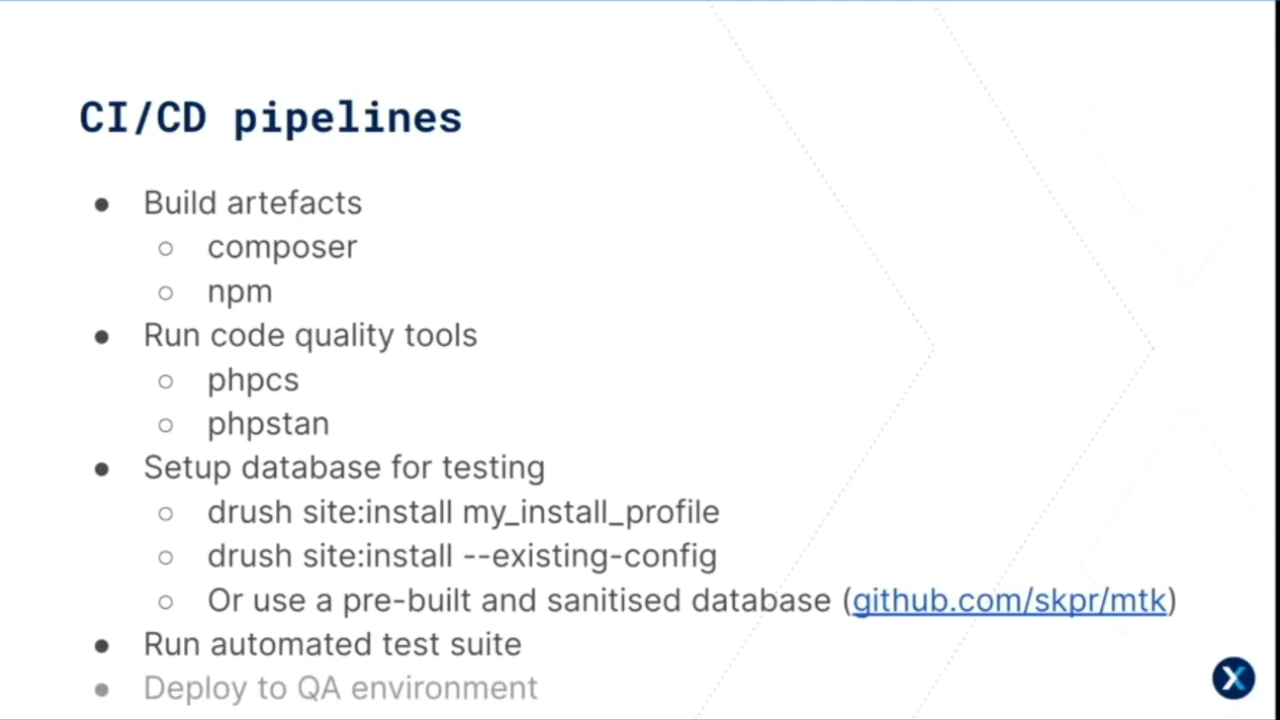 CI/CD pipelines
● Build artefacts
○ composer
○ npm
● Run code quality tools
○ phpcs
○ phpstan
● Setup database for testing
○ drush site:install my_install_profile
○ drush site:install --existing-config
○ Or use a pre-built and sanitised database (github.com/skpr/mtk)
● Run automated test suite
● Deploy to QA environment